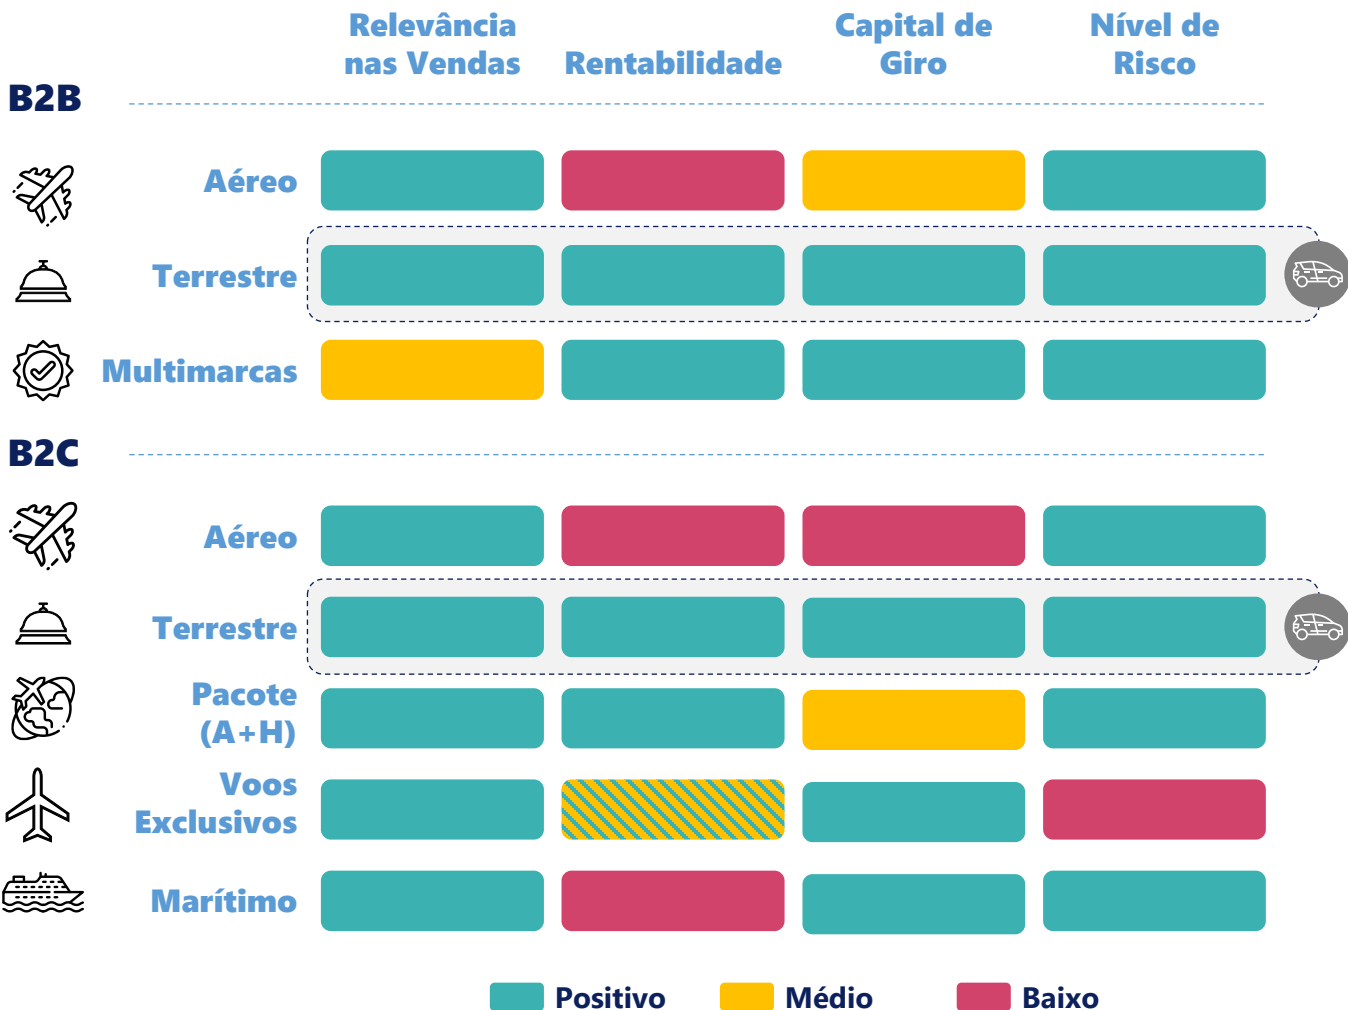 Relevância
nas Vendas
Rentabilidade
Capital de
Giro
Nível de
Risco
B2B
Aéreo
Terrestre
Multimarcas
B2C
Aéreo
Terrestre
Pacote
(A+H)
Voos
Exclusivos
Marítimo
Positivo
Médio
Baixo